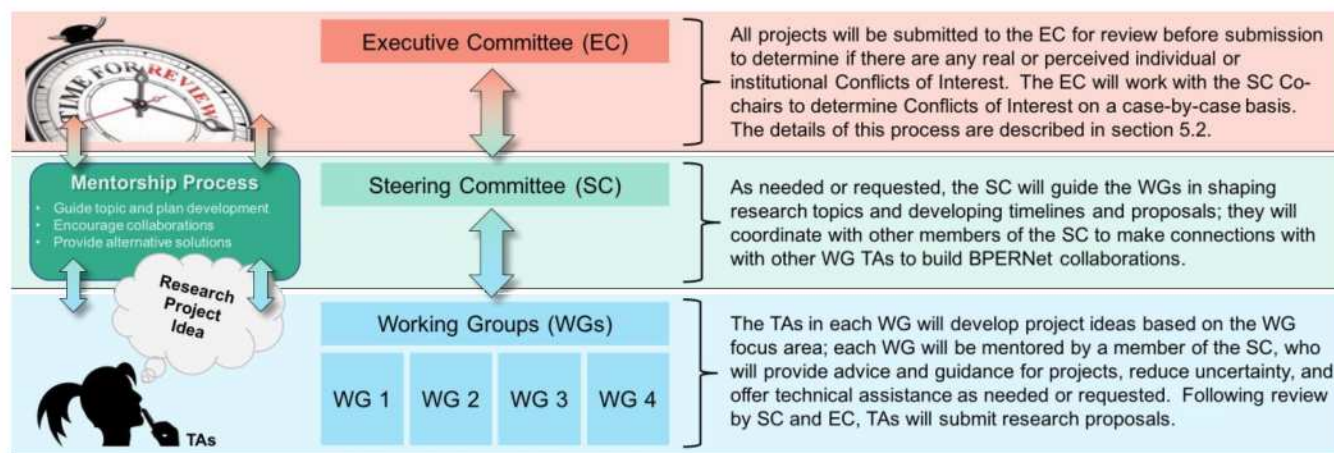 TIME FOR REVIEW
Executive Committee (EC)
All projects will be submitted to the EC for review before submission
to determine if there are any real or perceived individual or
institutional Conflicts of Interest. The EC will work with the SC Co-
chairs to determine Conflicts of Interest on a case-by-case basis.
The details of this process are described in section 5.2.
Mentorship Process
• Guide topic and plan development
• Encourage collaborations
• Provide alternative solutions
Steering Committee (SC)
As needed or requested, the SC will guide the WGs in shaping
research topics and developing timelines and proposals; they will
coordinate with other members of the SC to make connections with
with other WG TAs to build BPERNet collaborations.
Research
Project
Idea
TAs
Working Groups (WGs)
WG 1
WG 2
WG 3
WG 4
The TAs in each WG will develop project ideas based on the WG
focus area; each WG will be mentored by a member of the SC, who
will provide advice and guidance for projects, reduce uncertainty, and
offer technical assistance as needed or requested. Following review
by SC and EC, TAs will submit research proposals.